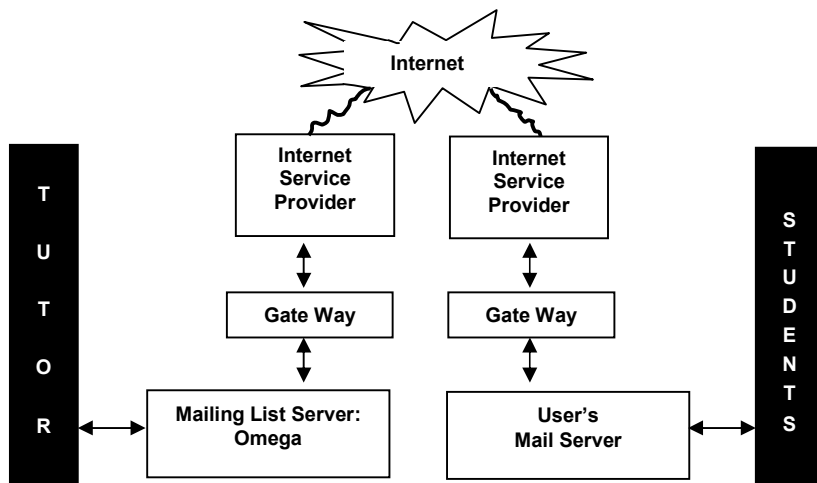 Internet
Internet
Service
Provider
Internet
Service
Provider
T
U
T
O
R
S
T
U
D
E
N
T
S
Gate Way
Gate Way
Mailing List Server:
Omega
User's
Mail Server